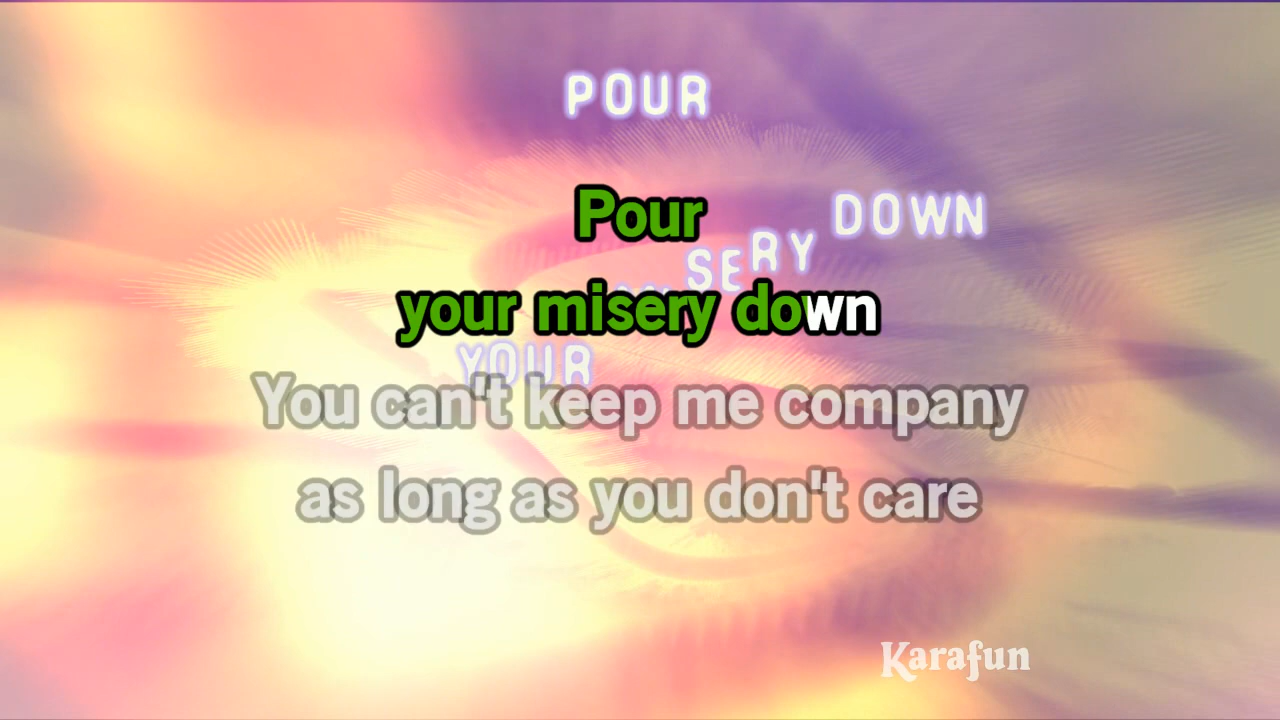 POUR
Pour
DOWN
SERY
your misery down
YOUR
You can't keep me company
as long as you don't care
Karafun